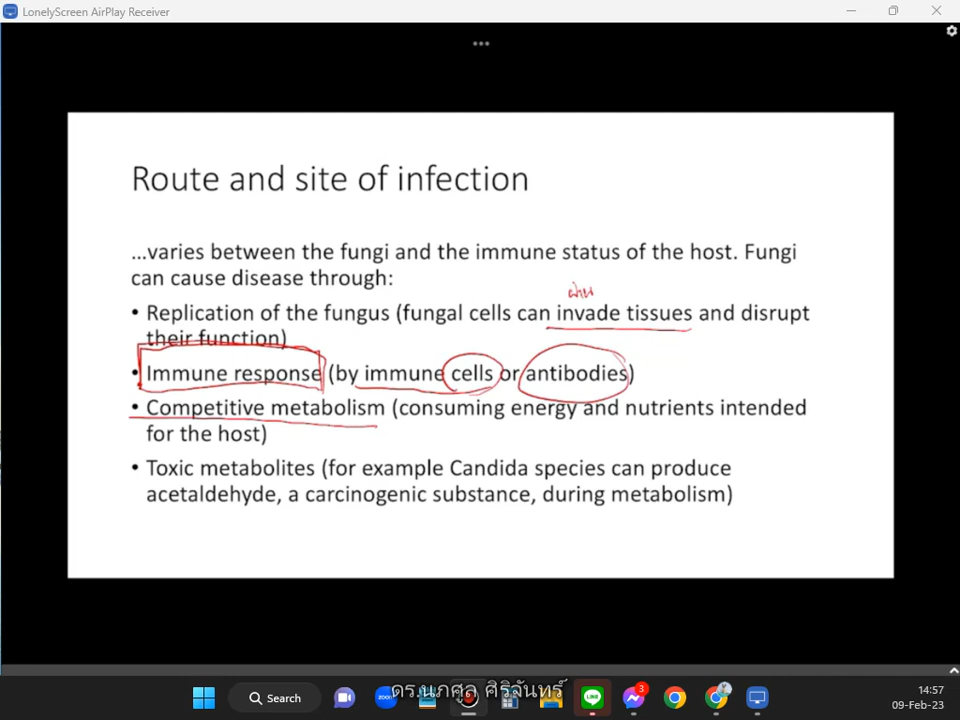 LonelyScreen AirPlay Receiver
Route and site of infection
...varies between the fungi and the immune status of the host. Fungi
can cause disease through:
• Replication of the fungus (fungal cells can invade tissues and disrupt
their function)
• Immune response (by immune cells or antibodies)
• Competitive metabolism (consuming energy and nutrients intended
for the host)
• Toxic metabolites (for example Candida species can produce
acetaldehyde, a carcinogenic substance, during metabolism)
Search
zoom
ดร.นภศูล ศิริจันทร์
LINE
3
14:57
09-Feb-23